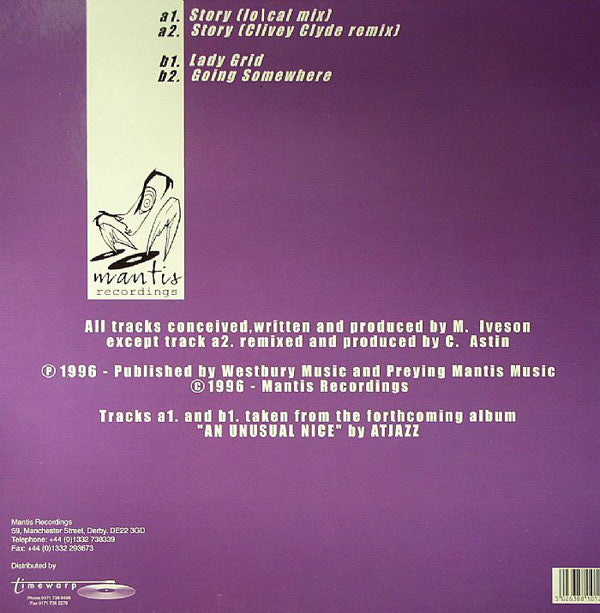 a1. Story (lo\cal mix)
a2. Story (Clivey Clyde remix)
b1. Lady Grid
b2. Going Somewhere
mantis
recordings
All tracks conceived,written and produced by M. Iveson
except track a2. remixed and produced by C. Astin
℗ 1996 - Published by Westbury Music and Preying Mantis Music
© 1996 - Mantis Recordings
Tracks a1. and b1. taken from the forthcoming album
"AN UNUSUAL NICE" by ATJAZZ
Mantis Recordings
59, Manchester Street, Derby. DE22 3GD
Telephone: +44 (0)1332 738339
Fax: +44 (0)1332 293673
Distributed by
timewarp